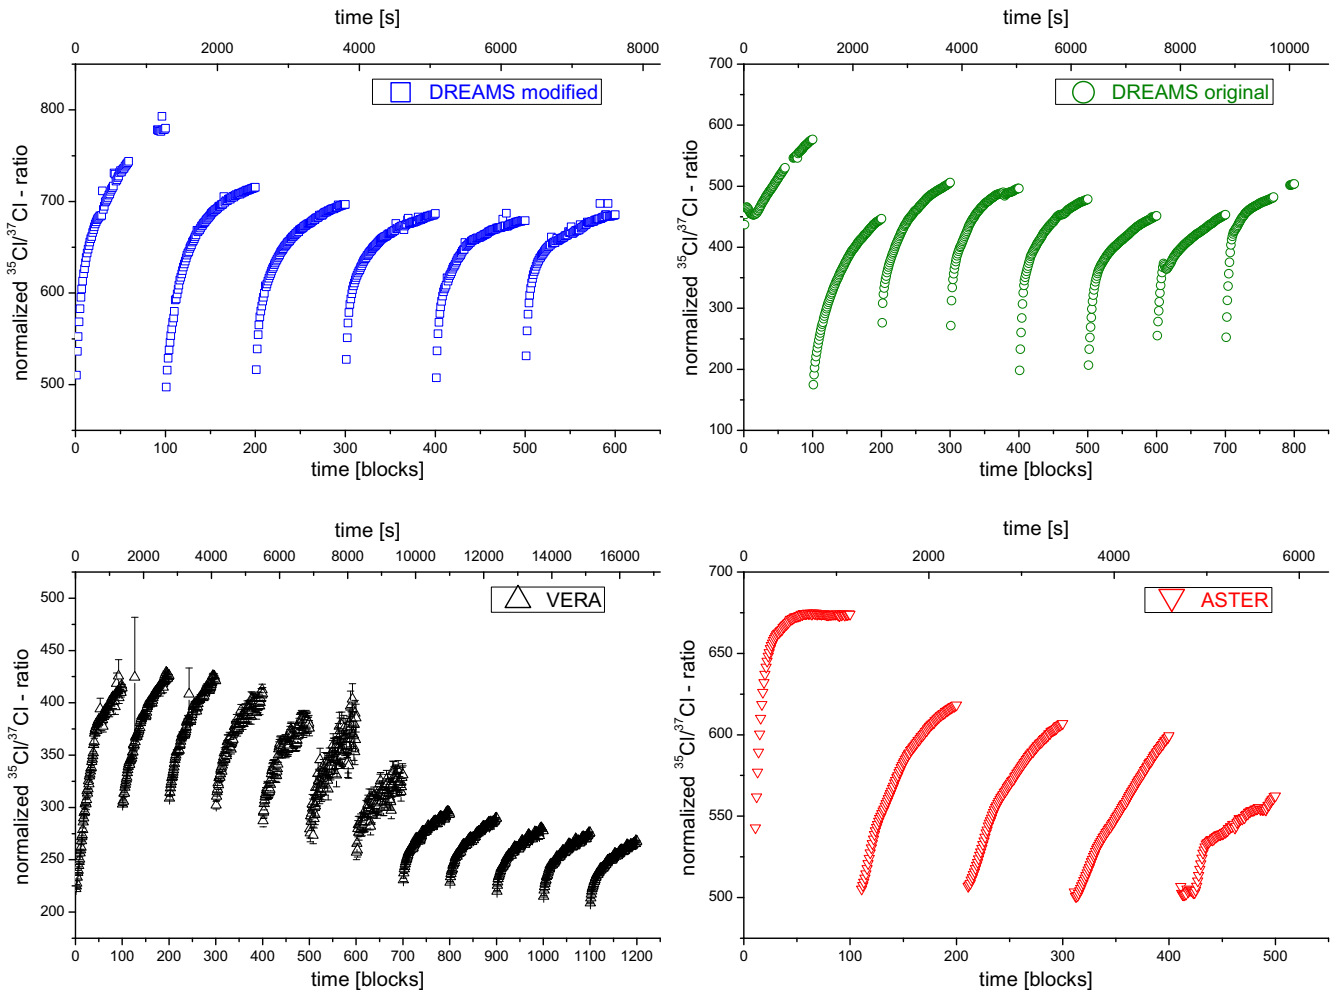 time [s]
0 2000 4000 6000 8000
DREAMS modified
normalized ³⁵Cl/³⁷Cl - ratio
800
700
600
500
0 100 200 300 400 500 600
time [blocks]
time [s]
0 2000 4000 6000 8000 10000
DREAMS original
normalized ³⁵Cl/³⁷Cl - ratio
700
600
500
400
300
200
100
0 100 200 300 400 500 600 700 800
time [blocks]
time [s]
0 2000 4000 6000 8000 10000 12000 14000 16000
VERA
normalized ³⁵Cl/³⁷Cl - ratio
500
450
400
350
300
250
200
0 100 200 300 400 500 600 700 800 900 1000 1100 1200
time [blocks]
time [s]
0 2000 4000 6000
ASTER
normalized ³⁵Cl/³⁷Cl - ratio
700
650
600
550
500
0 100 200 300 400 500
time [blocks]